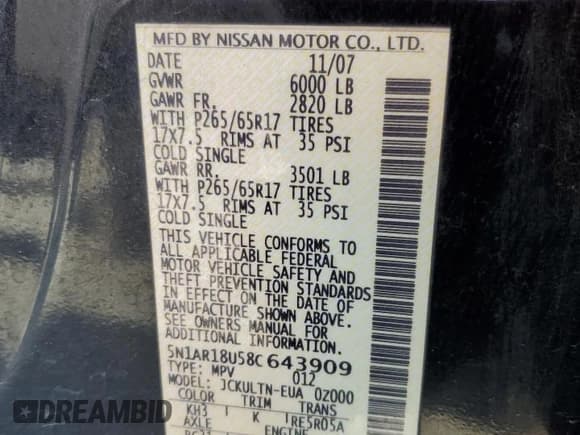 MFD BY NISSAN MOTOR CO., LTD.
DATE 11/07
GVWR 6000 LB
GAWR FR. 2820 LB
WITH P265/65R17 TIRES
17X7.5 RIMS AT 35 PSI
COLD SINGLE
GAWR RR. 3501 LB
WITH P265/65R17 TIRES
17X7.5 RIMS AT 35 PSI
COLD SINGLE
THIS VEHICLE CONFORMS TO
ALL APPLICABLE FEDERAL
MOTOR VEHICLE SAFETY AND
THEFT PREVENTION STANDARDS
IN EFFECT ON THE DATE OF
MANUFACTURE SHOWN ABOVE.
SEE OWNERS MANUAL FOR
ADDITIONAL INFORMATION
5N1AR18U58C643909
TYPE: MPV 012
MODEL: JCKULTN-EUA 0Z000
COLOR TRIM TRANS
KH3 K RE5R05A
AXLE ENGINE
DREAMBID